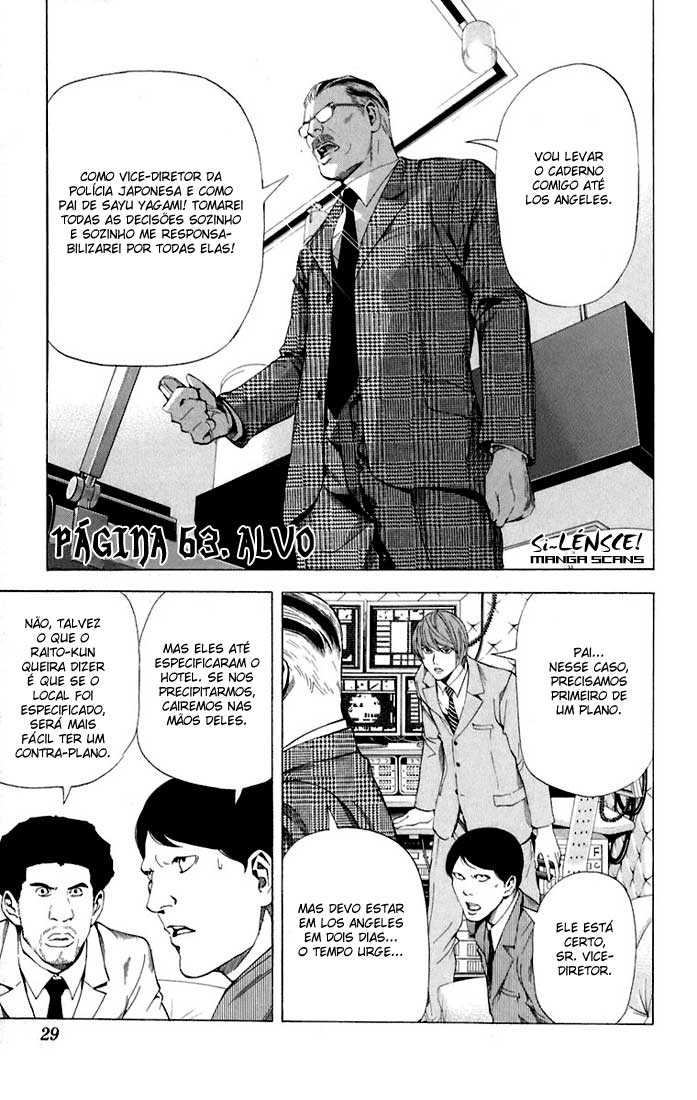 VOU LEVAR
O CADERNO
COMIGO ATÉ
LOS ANGELES.
COMO VICE-DIRETOR DA
POLÍCIA JAPONESA E COMO
PAI DE SAYU YAGAMI! TOMAREI
TODAS AS DECISÕES SOZINHO
E SOZINHO ME RESPONSA-
BILIZAREI POR TODAS ELAS!
PÁGINA 63. ALVO
Si-LENSCE!
MANGA SCANS
PAI...
NESSE CASO,
PRECISAMOS
PRIMEIRO DE
UM PLANO.
ELE ESTÁ
CERTO,
SR. VICE-
DIRETOR.
MAS DEVO ESTAR
EM LOS ANGELES
EM DOIS DIAS...
O TEMPO URGE...
MAS ELES ATÉ
ESPECIFICARAM O
HOTEL. SE NOS
PRECIPITARMOS,
CAIREMOS NAS
MÃOS DELES.
NÃO, TALVEZ
O QUE O
RAITO-KUN
QUEIRA DIZER
É QUE SE O
LOCAL FOI
ESPECIFICADO,
SERÁ MAIS
FÁCIL TER UM
CONTRA-PLANO.
F
29